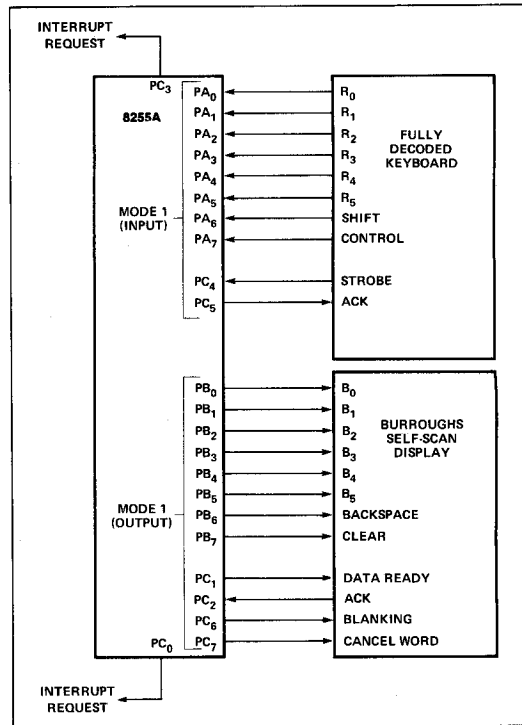 INTERRUPT
REQUEST
PC3
8255A
MODE 1
(INPUT)
PA0 R0
PA1 R1
PA2 R2
PA3 R3
PA4 R4
PA5 R5
PA6 SHIFT
PA7 CONTROL
PC4 STROBE
PC5 ACK
FULLY
DECODED
KEYBOARD
MODE 1
(OUTPUT)
PB0 B0
PB1 B1
PB2 B2
PB3 B3
PB4 B4
PB5 B5
PB6 BACKSPACE
PB7 CLEAR
PC1 DATA READY
PC2 ACK
PC6 BLANKING
PC7 CANCEL WORD
BURROUGHS
SELF-SCAN
DISPLAY
PC0
INTERRUPT
REQUEST